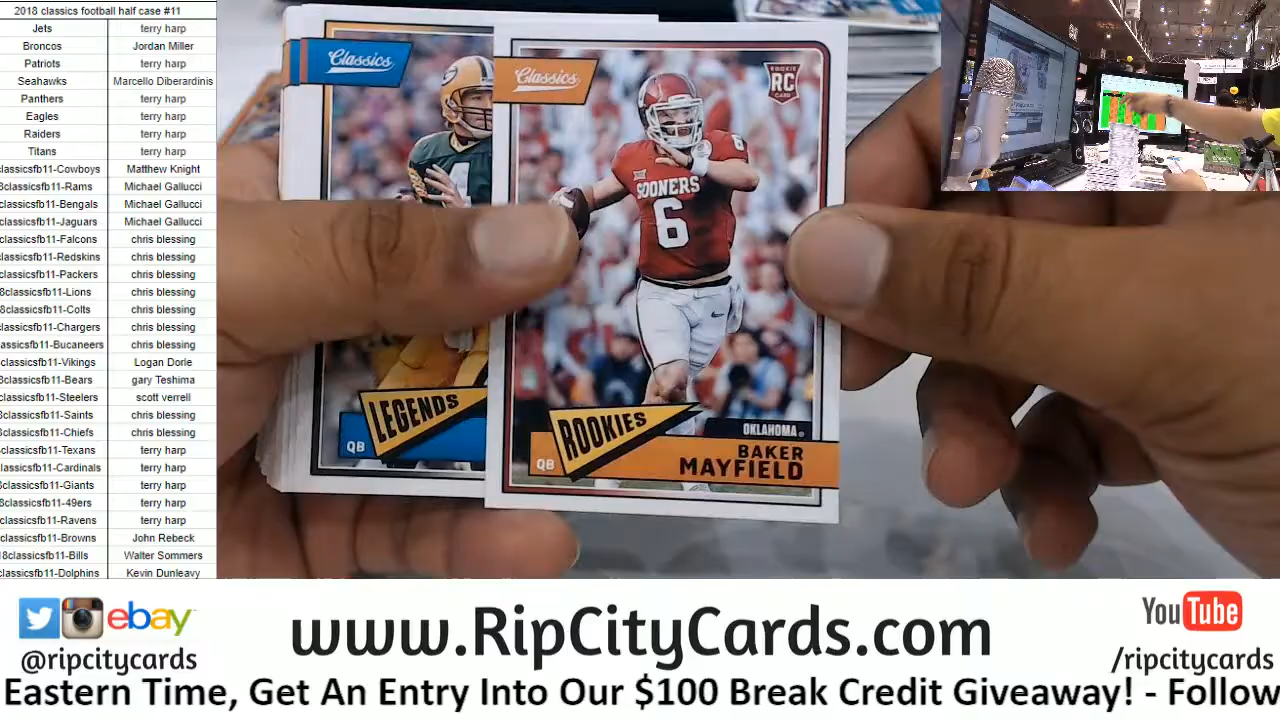 2018 classics football half case #11
Jets terry harp
Broncos Jordan Miller
Patriots terry harp
Seahawks Marcello Diberardinis
Panthers terry harp
Eagles terry harp
Raiders terry harp
Titans terry harp
classicsfb11-Cowboys Matthew Knight
8classicsfb11-Rams Michael Gallucci
classicsfb11-Bengals Michael Gallucci
classicsfb11-Jaguars Michael Gallucci
classicsfb11-Falcons chris blessing
classicsfb11-Redskins chris blessing
classicsfb11-Packers chris blessing
8classicsfb11-Lions chris blessing
8classicsfb11-Colts chris blessing
classicsfb11-Chargers chris blessing
lassicsfb11-Bucaneers chris blessing
classicsfb11-Vikings Logan Dorle
8classicsfb11-Bears gary Teshima
classicsfb11-Steelers scott verrell
8classicsfb11-Saints chris blessing
8classicsfb11-Chiefs chris blessing
classicsfb11-Texans terry harp
classicsfb11-Cardinals terry harp
classicsfb11-Giants terry harp
8classicsfb11-49ers terry harp
classicsfb11-Ravens terry harp
classicsfb11-Browns John Rebeck
18classicsfb11-Bills Walter Sommers
classicsfb11-Dolphins Kevin Dunleavy
Classics
LEGENDS
QB
Classics
ROOKIE
RC
CARD
6
SOONERS
6
ROOKIES
OKLAHOMA
QB
BAKER
MAYFIELD
ebay
@ripcitycards
www.RipCityCards.com
YouTube
/ripcitycards
Eastern Time, Get An Entry Into Our $100 Break Credit Giveaway! - Follow